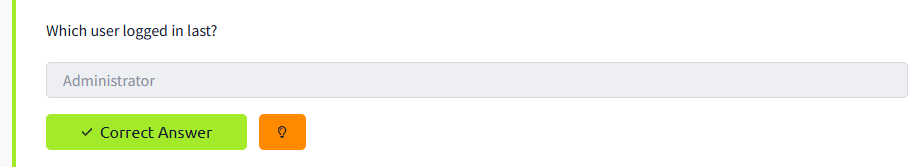 Which user logged in last?
Administrator
Correct Answer